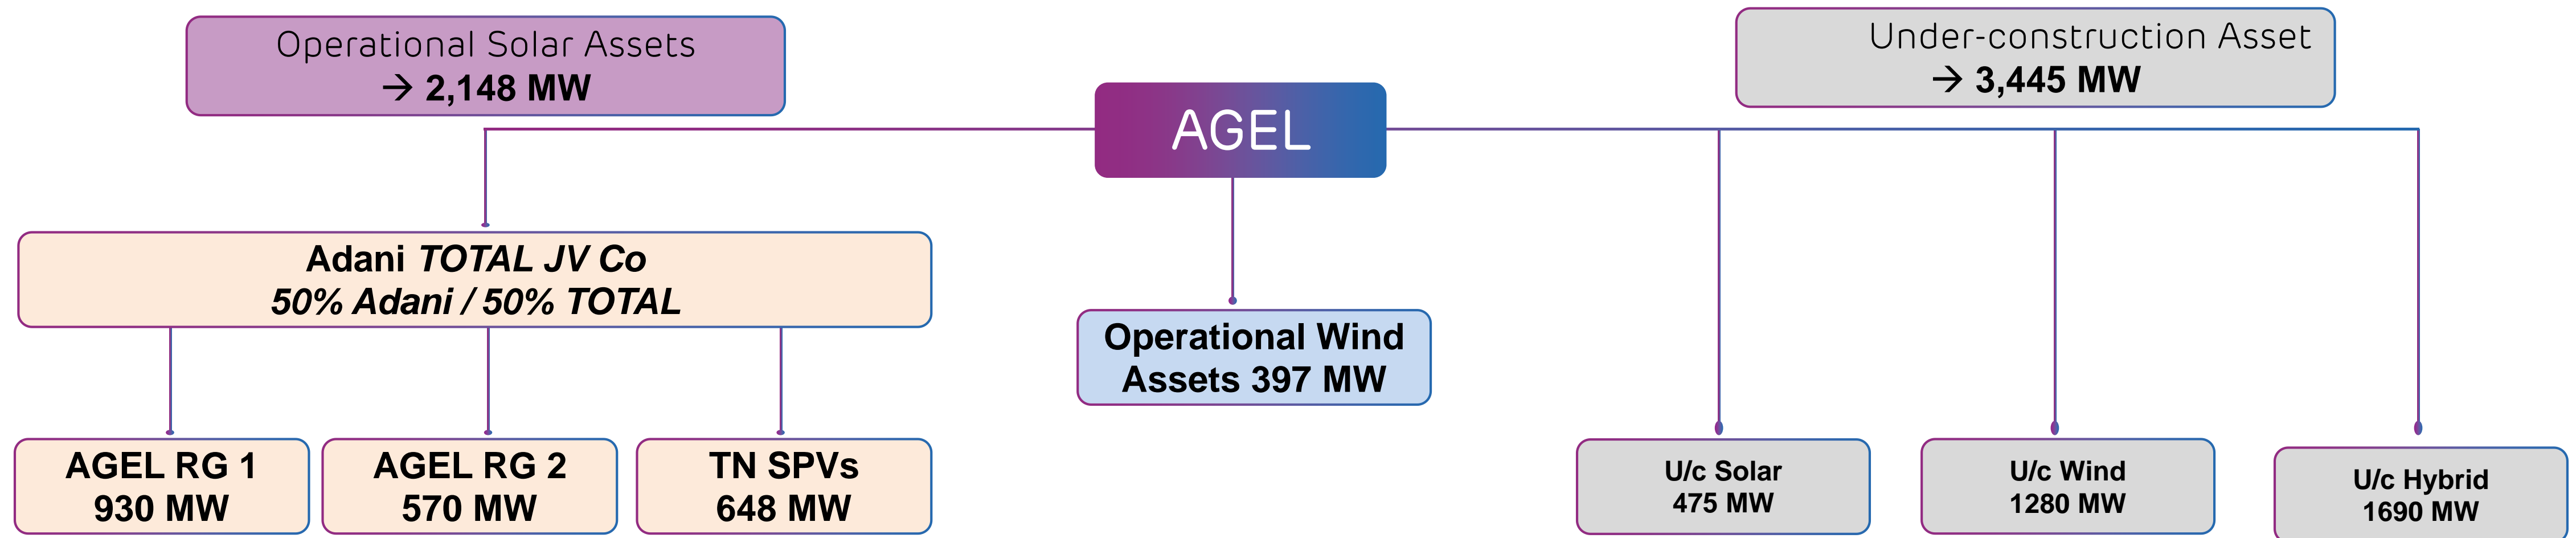 Operational Solar Assets
→ 2,148 MW
Under-construction Asset
→ 3,445 MW
AGEL
Adani TOTAL JV Co
50% Adani / 50% TOTAL
Operational Wind
Assets 397 MW
AGEL RG 1
930 MW
AGEL RG 2
570 MW
TN SPVs
648 MW
U/c Solar
475 MW
U/c Wind
1280 MW
U/c Hybrid
1690 MW